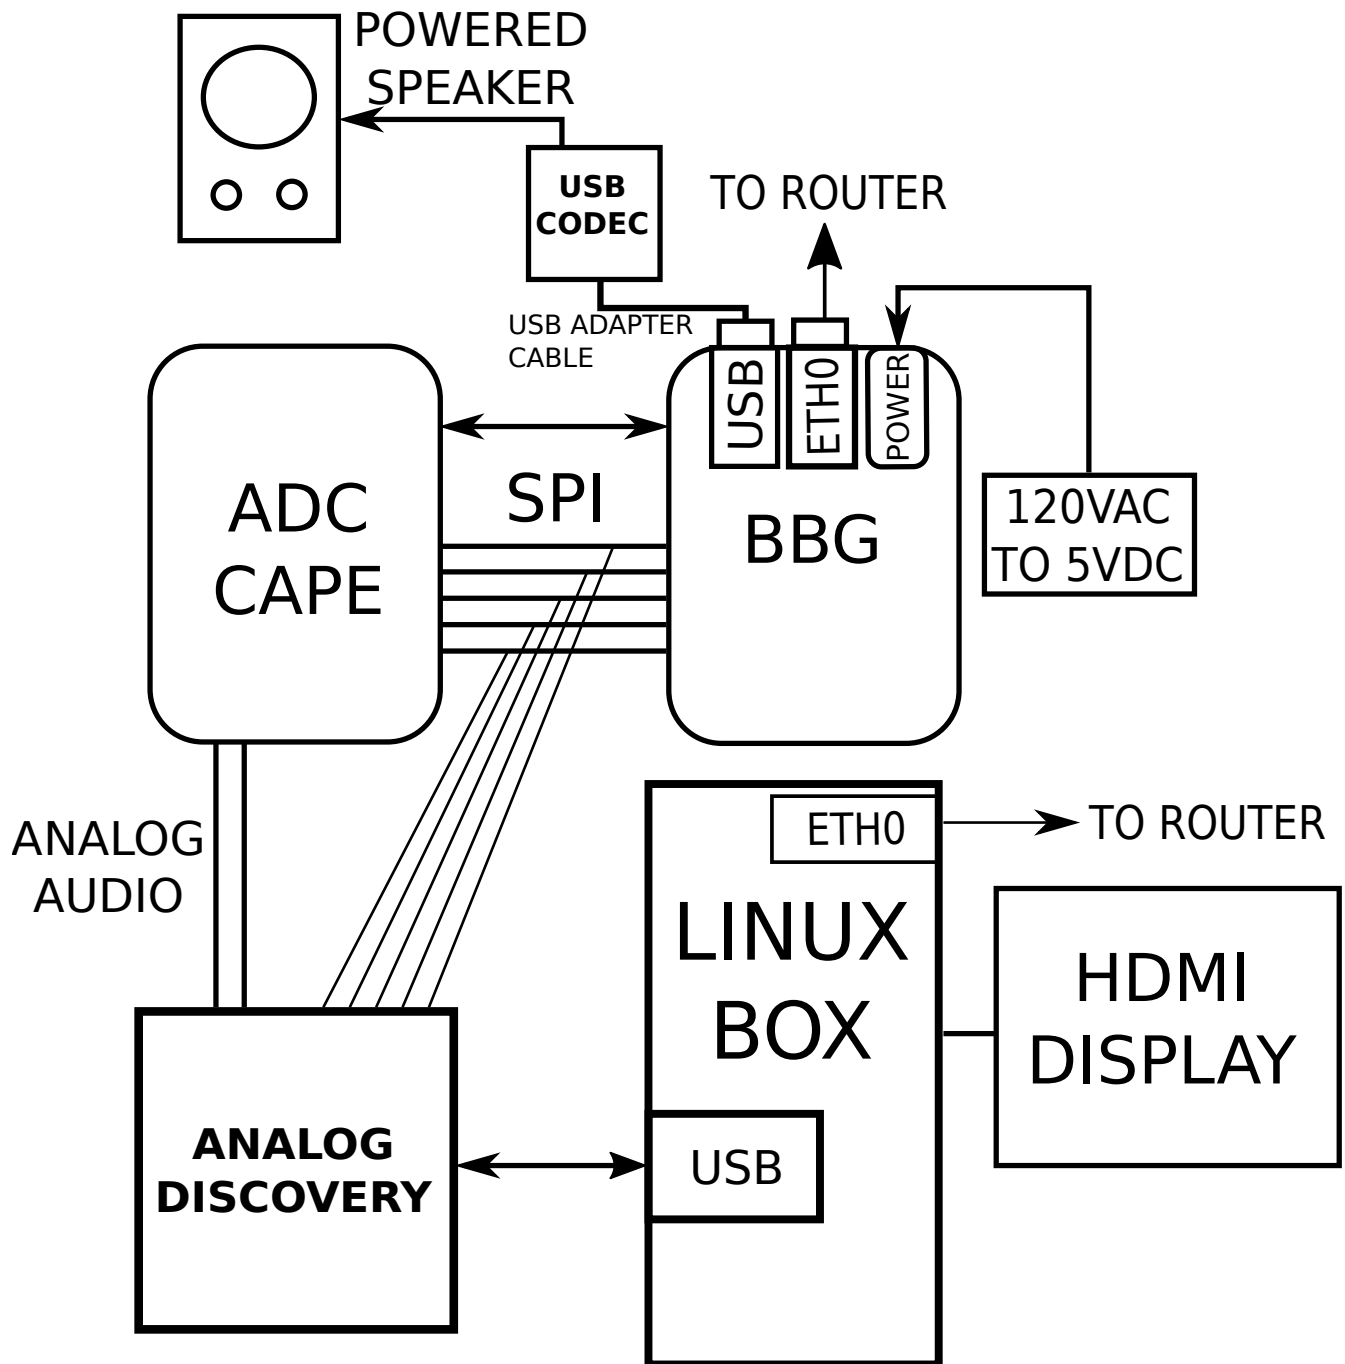 POWERED
SPEAKER
USB
CODEC
TO ROUTER
USB ADAPTER
CABLE
USB
ETH0
POWER
ADC
CAPE
SPI
BBG
120VAC
TO 5VDC
ANALOG
AUDIO
ETH0
TO ROUTER
LINUX
BOX
HDMI
DISPLAY
ANALOG
DISCOVERY
USB